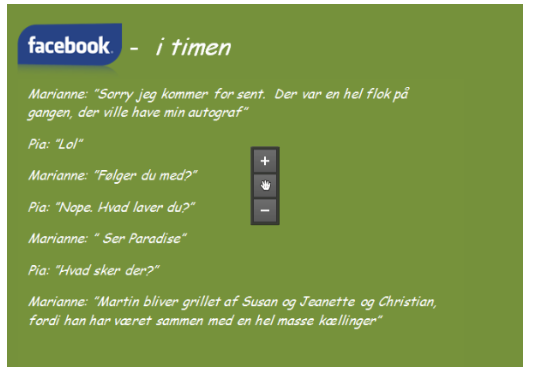 facebook. - i timen
Marianne: "Sorry jeg kommer for sent. Der var en hel flok på
gangen, der ville have min autograf"
Pia: "Lol"
Marianne: "Følger du med?"
Pia: "Nope. Hvad laver du?"
Marianne: " Ser Paradise"
Pia: "Hvad sker der?"
Marianne: "Martin bliver grillet af Susan og Jeanette og Christian,
fordi han har været sammen med en hel masse kællinger"